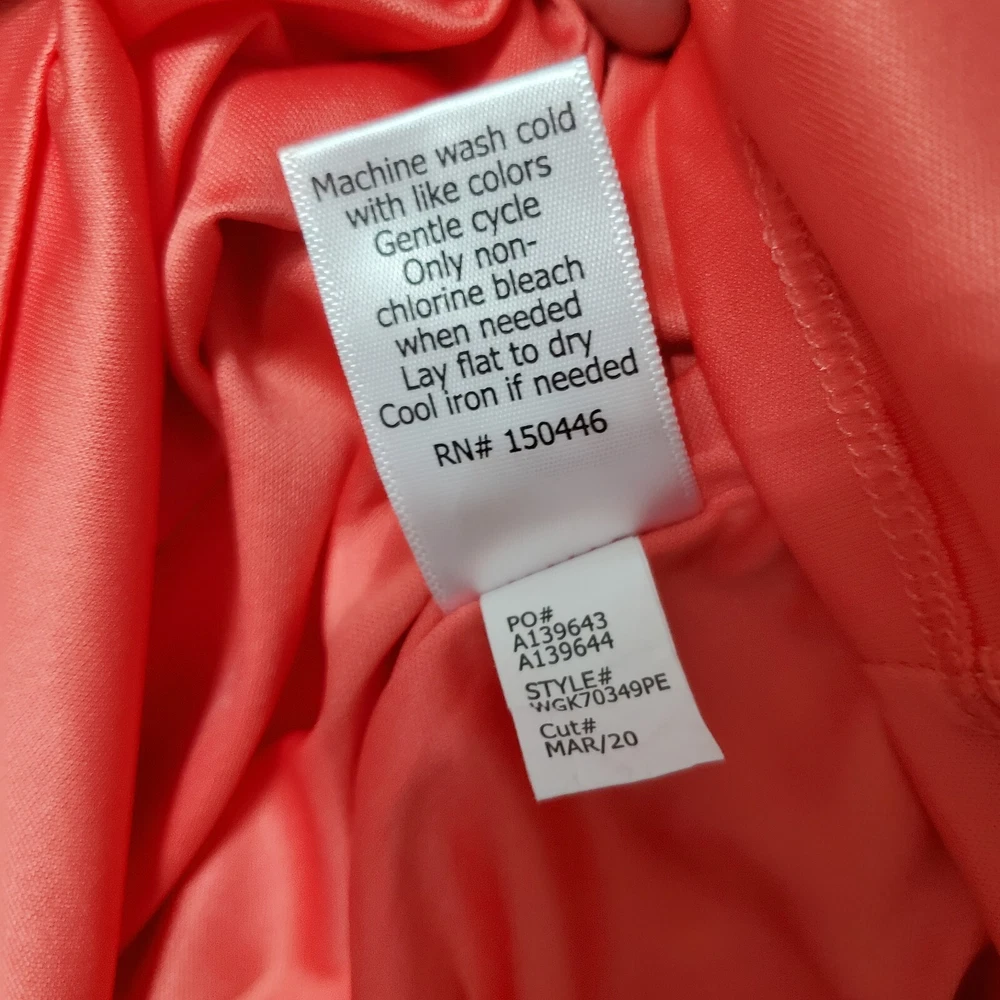 Machine wash cold
with like colors
Gentle cycle
Only non-
chlorine bleach
when needed
Lay flat to dry
Cool iron if needed
RN# 150446
PO#
A139643
A139644
STYLE#
WGK70349PE
Cut#
MAR/20